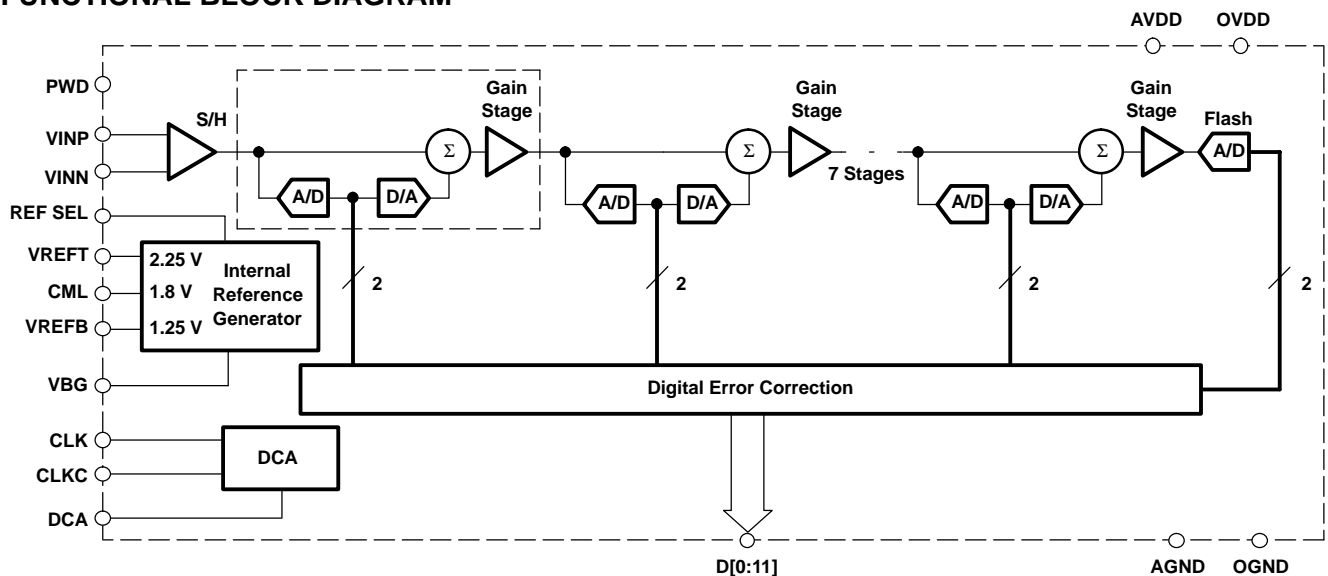 FUNCTIONAL BLOCK DIAGRAM
AVDD OVDD
PWD
VINP
VINN
REF SEL
VREFT
CML
VREFB
VBG
CLK
CLKC
DCA
S/H
Gain
Stage
Σ
A/D
D/A
2
Gain
Stage
Σ
A/D
D/A
2
7 Stages
Gain
Stage
Σ
A/D
D/A
2
Flash
A/D
2
2.25 V
1.8 V
1.25 V
Internal
Reference
Generator
Digital Error Correction
DCA
D[0:11]
AGND OGND